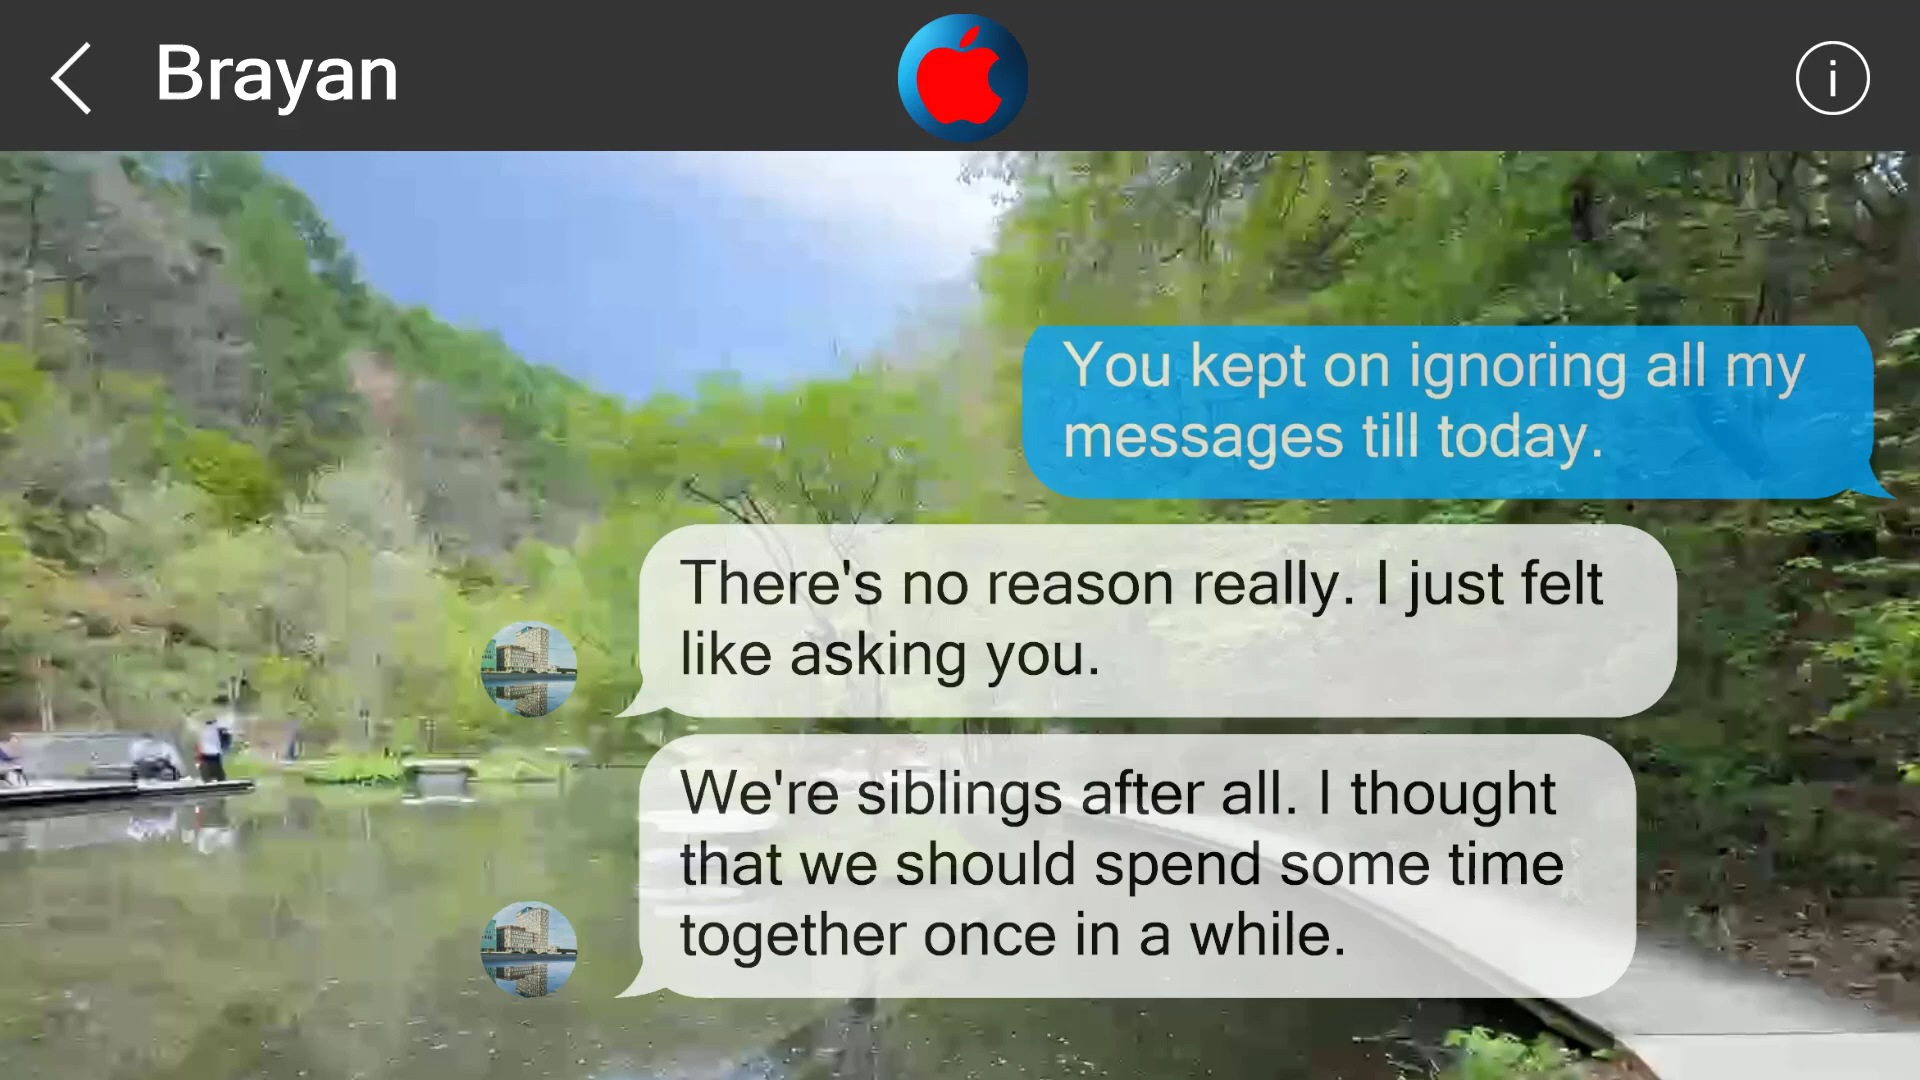 Brayan
You kept on ignoring all my
messages till today.
There's no reason really. I just felt
like asking you.
We're siblings after all. I thought
that we should spend some time
together once in a while.